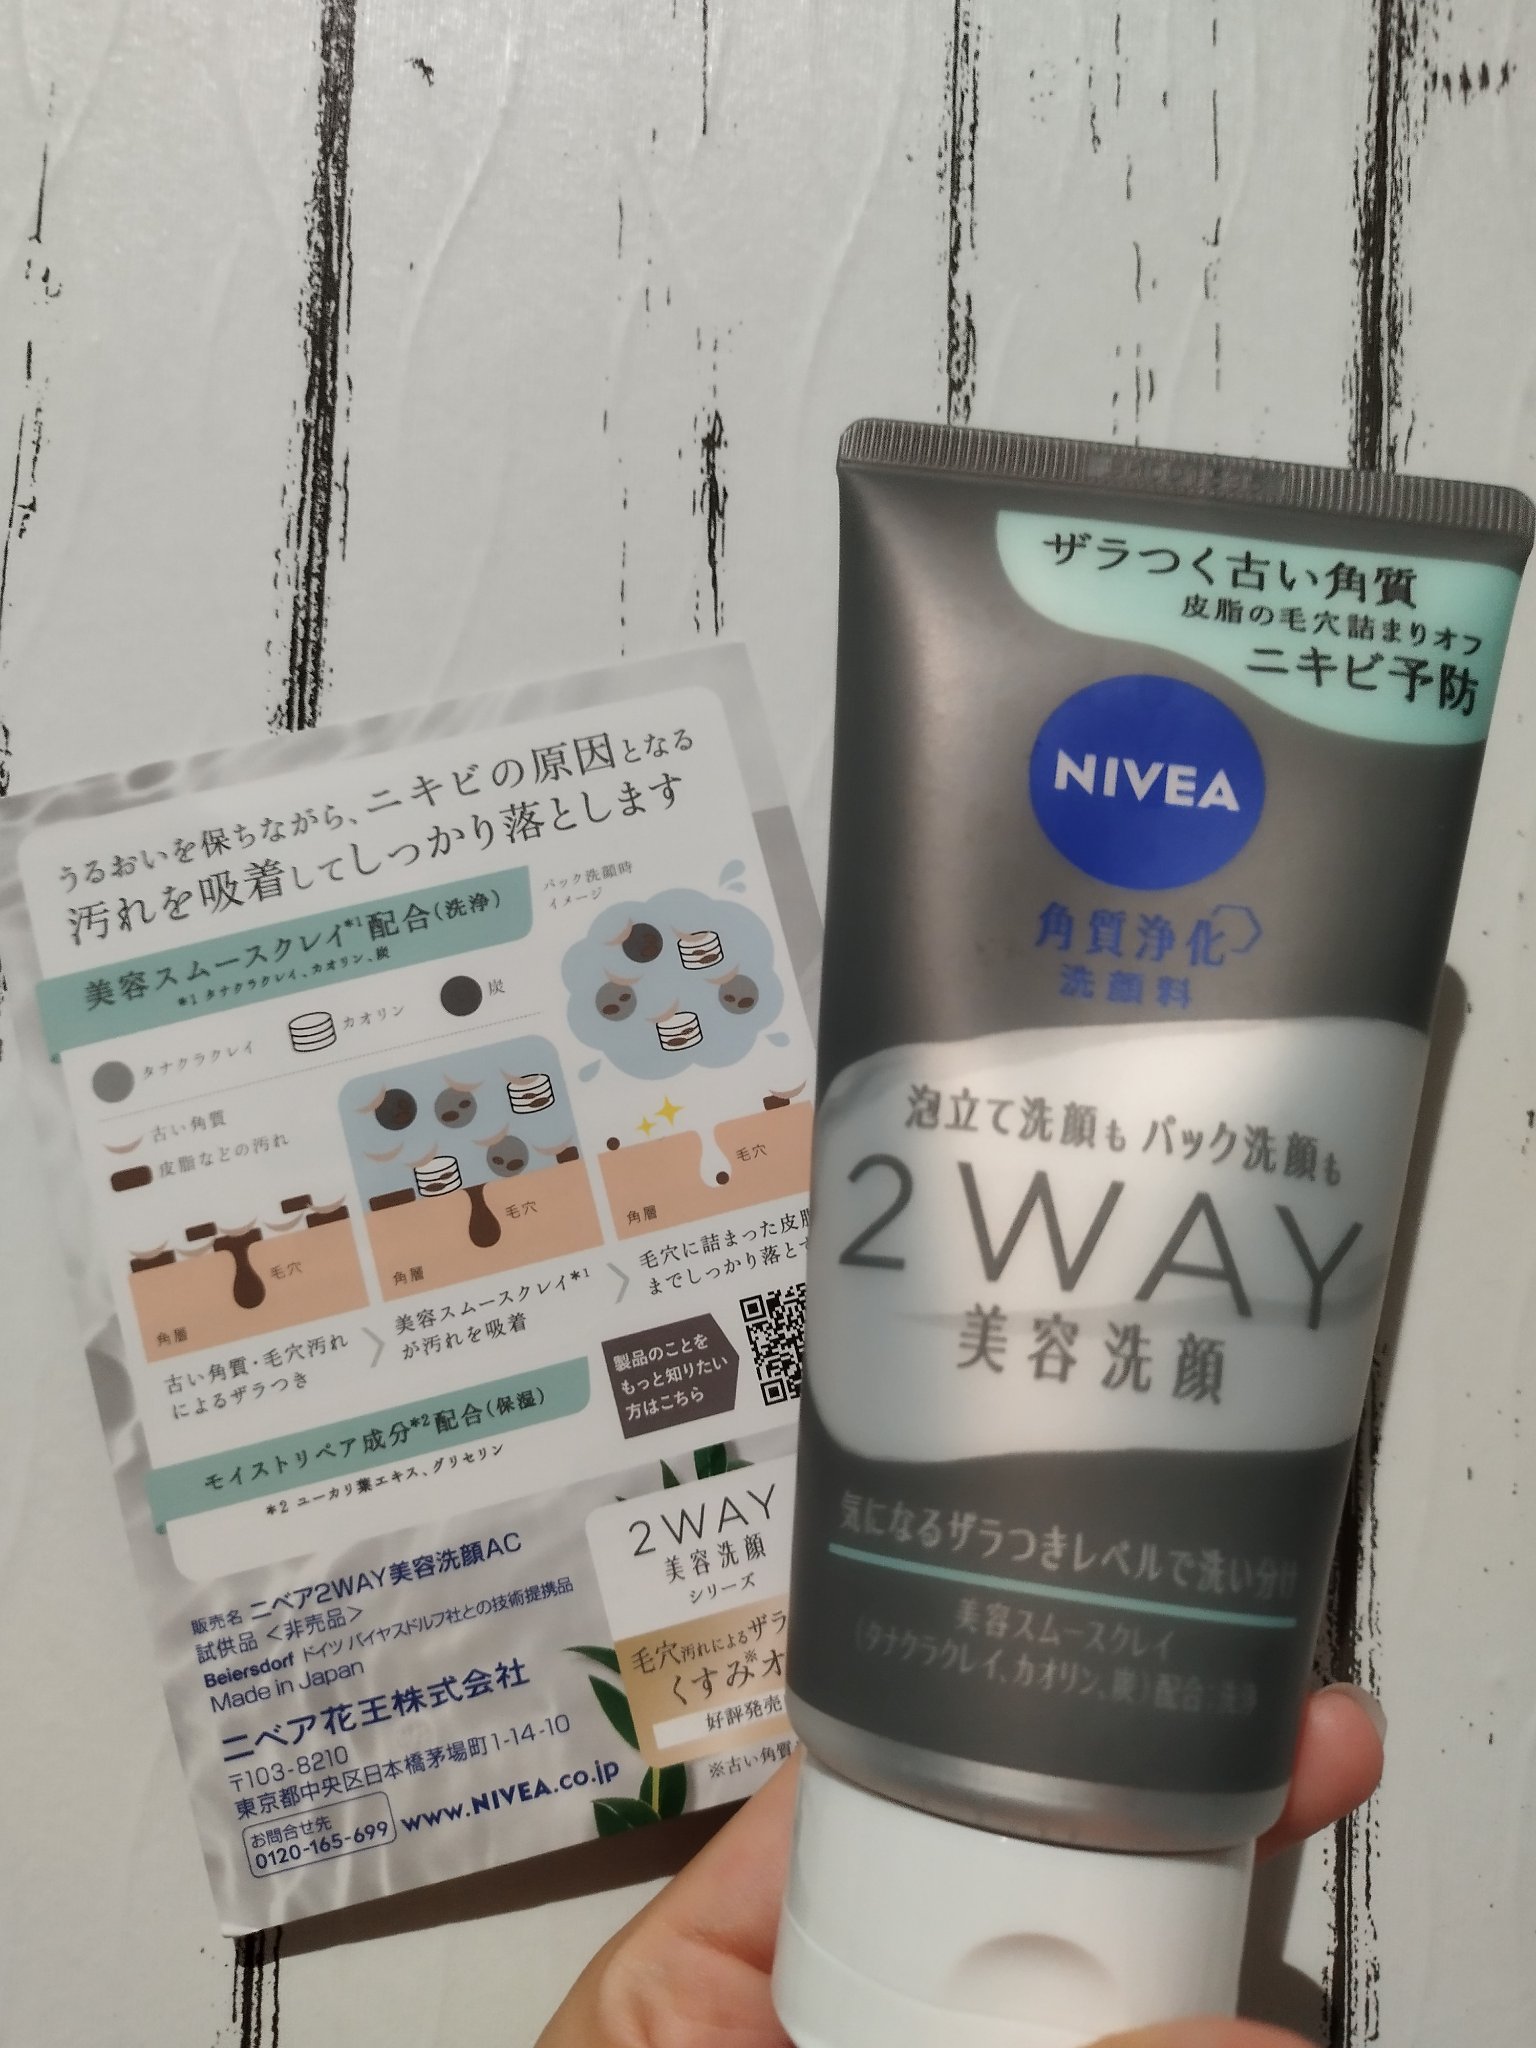 ザラつく古い角質
皮脂の毛穴詰まりオフ
ニキビ予防
NIVEA
角質浄化
洗顔料
泡立て洗顔も パック洗顔も
2WAY
美容洗顔
気になるザラつきレベルで洗い分け
美容スムースクレイ
(タナクラクレイ、カオリン、炭)配合:洗浄
うるおいを保ちながら、ニキビの原因となる
汚れを吸着してしっかり落とします
美容スムースクレイ*1配合(洗浄)
*1 タナクラクレイ、カオリン、炭
パック洗顔時
イメージ
タナクラクレイ
カオリン
炭
古い角質
皮脂などの汚れ
毛穴
角層
古い角質・毛穴汚れ
によるザラつき
毛穴
角層
美容スムースクレイ*1
が汚れを吸着
毛穴
角層
毛穴に詰まった皮脂
までしっかり落とす
製品のことを
もっと知りたい
方はこちら
モイストリペア成分*2配合(保湿)
*2 ユーカリ葉エキス、グリセリン
販売名 ニベア2WAY美容洗顔AC
試供品 <非売品>
Beiersdorf ドイツ バイヤスドルフ社との技術提携品
Made in Japan
ニベア花王株式会社
〒103-8210
東京都中央区日本橋茅場町1-14-10
お問合せ先
0120-165-699
www.NIVEA.co.jp
2WAY
美容洗顔
シリーズ
毛穴汚れによるザラ
くすみ※オ
好評発売
※古い角質